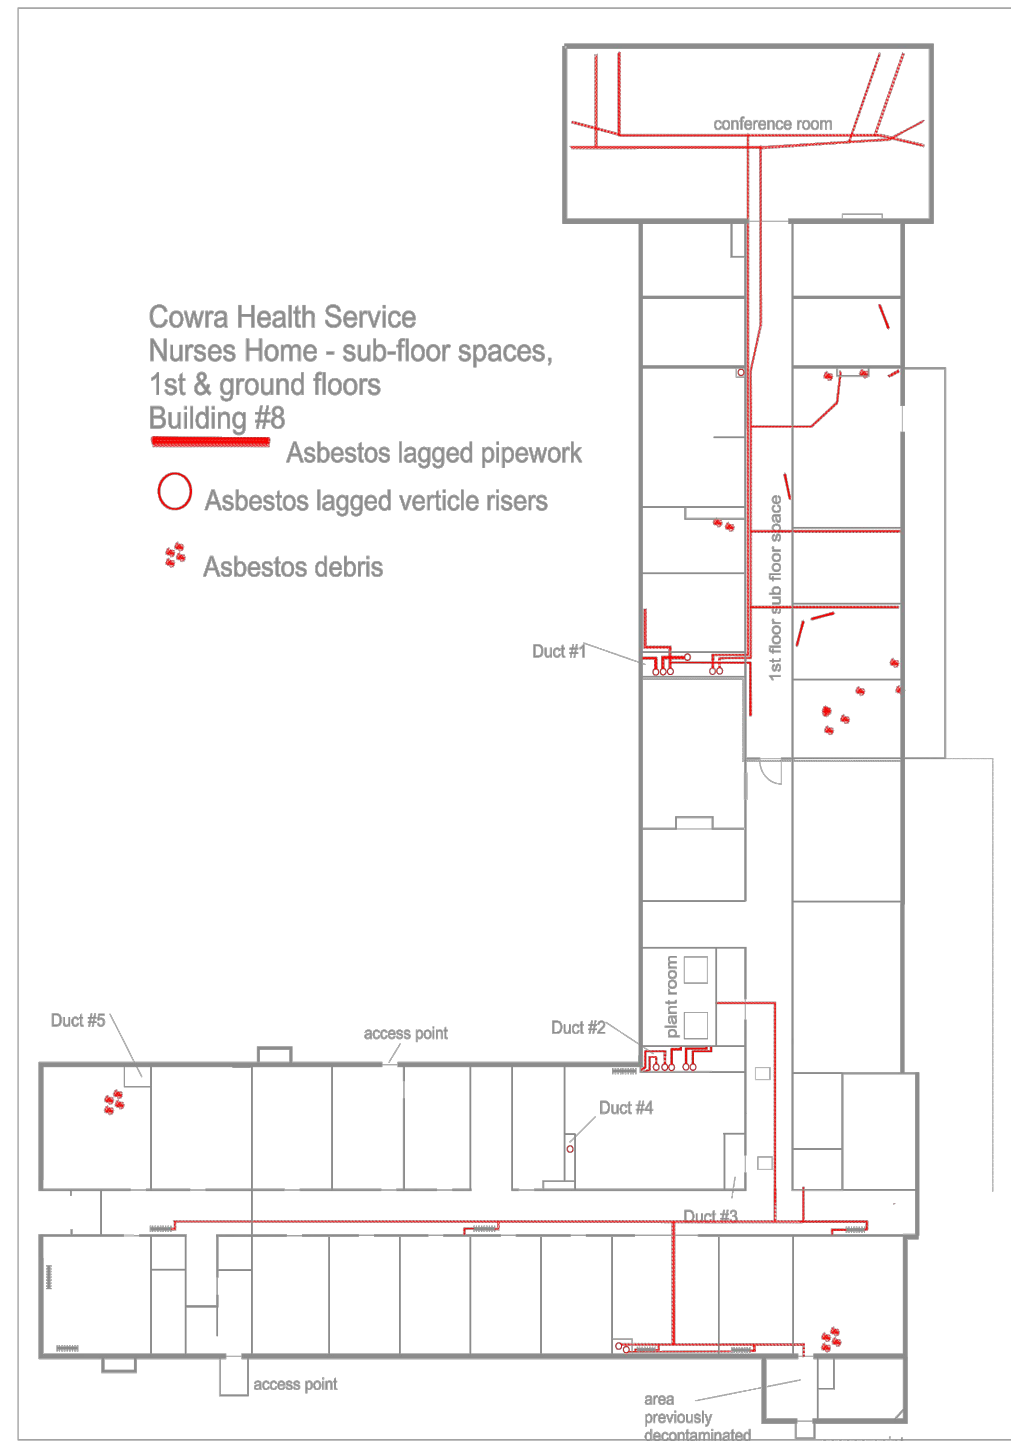 conference room
Cowra Health Service
Nurses Home - sub-floor spaces,
1st & ground floors
Building #8
Asbestos lagged pipework
Asbestos lagged verticle risers
Asbestos debris
1st floor sub floor space
Duct #1
plant room
Duct #5
access point
Duct #2
Duct #4
Duct #3
access point
area
previously
decontaminated